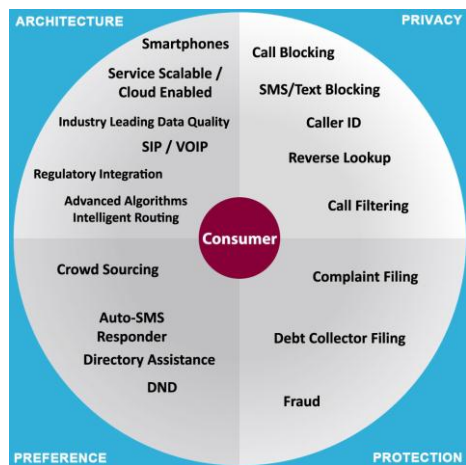 ARCHITECTURE
PRIVACY
Smartphones
Service Scalable /
Cloud Enabled
Industry Leading Data Quality
SIP / VOIP
Regulatory Integration
Advanced Algorithms
Intelligent Routing
Call Blocking
SMS/Text Blocking
Caller ID
Reverse Lookup
Call Filtering
Consumer
Crowd Sourcing
Auto-SMS
Responder
Directory Assistance
DND
Complaint Filing
Debt Collector Filing
Fraud
PREFERENCE
PROTECTION